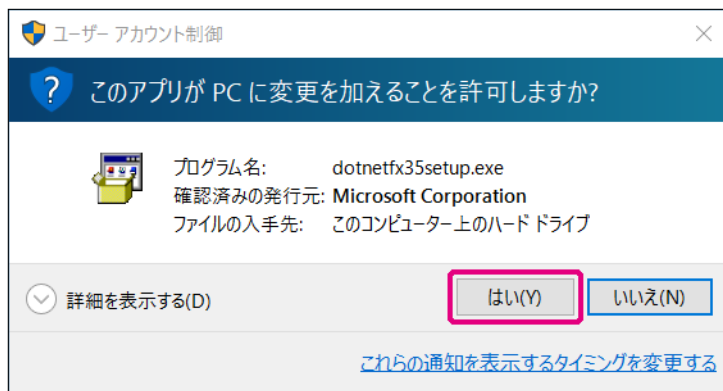 ユーザー アカウント制御
このアプリが PC に変更を加えることを許可しますか?
プログラム名: dotnetfx35setup.exe
確認済みの発行元: Microsoft Corporation
ファイルの入手先: このコンピューター上のハード ドライブ
詳細を表示する(D) はい(Y) いいえ(N)
これらの通知を表示するタイミングを変更する